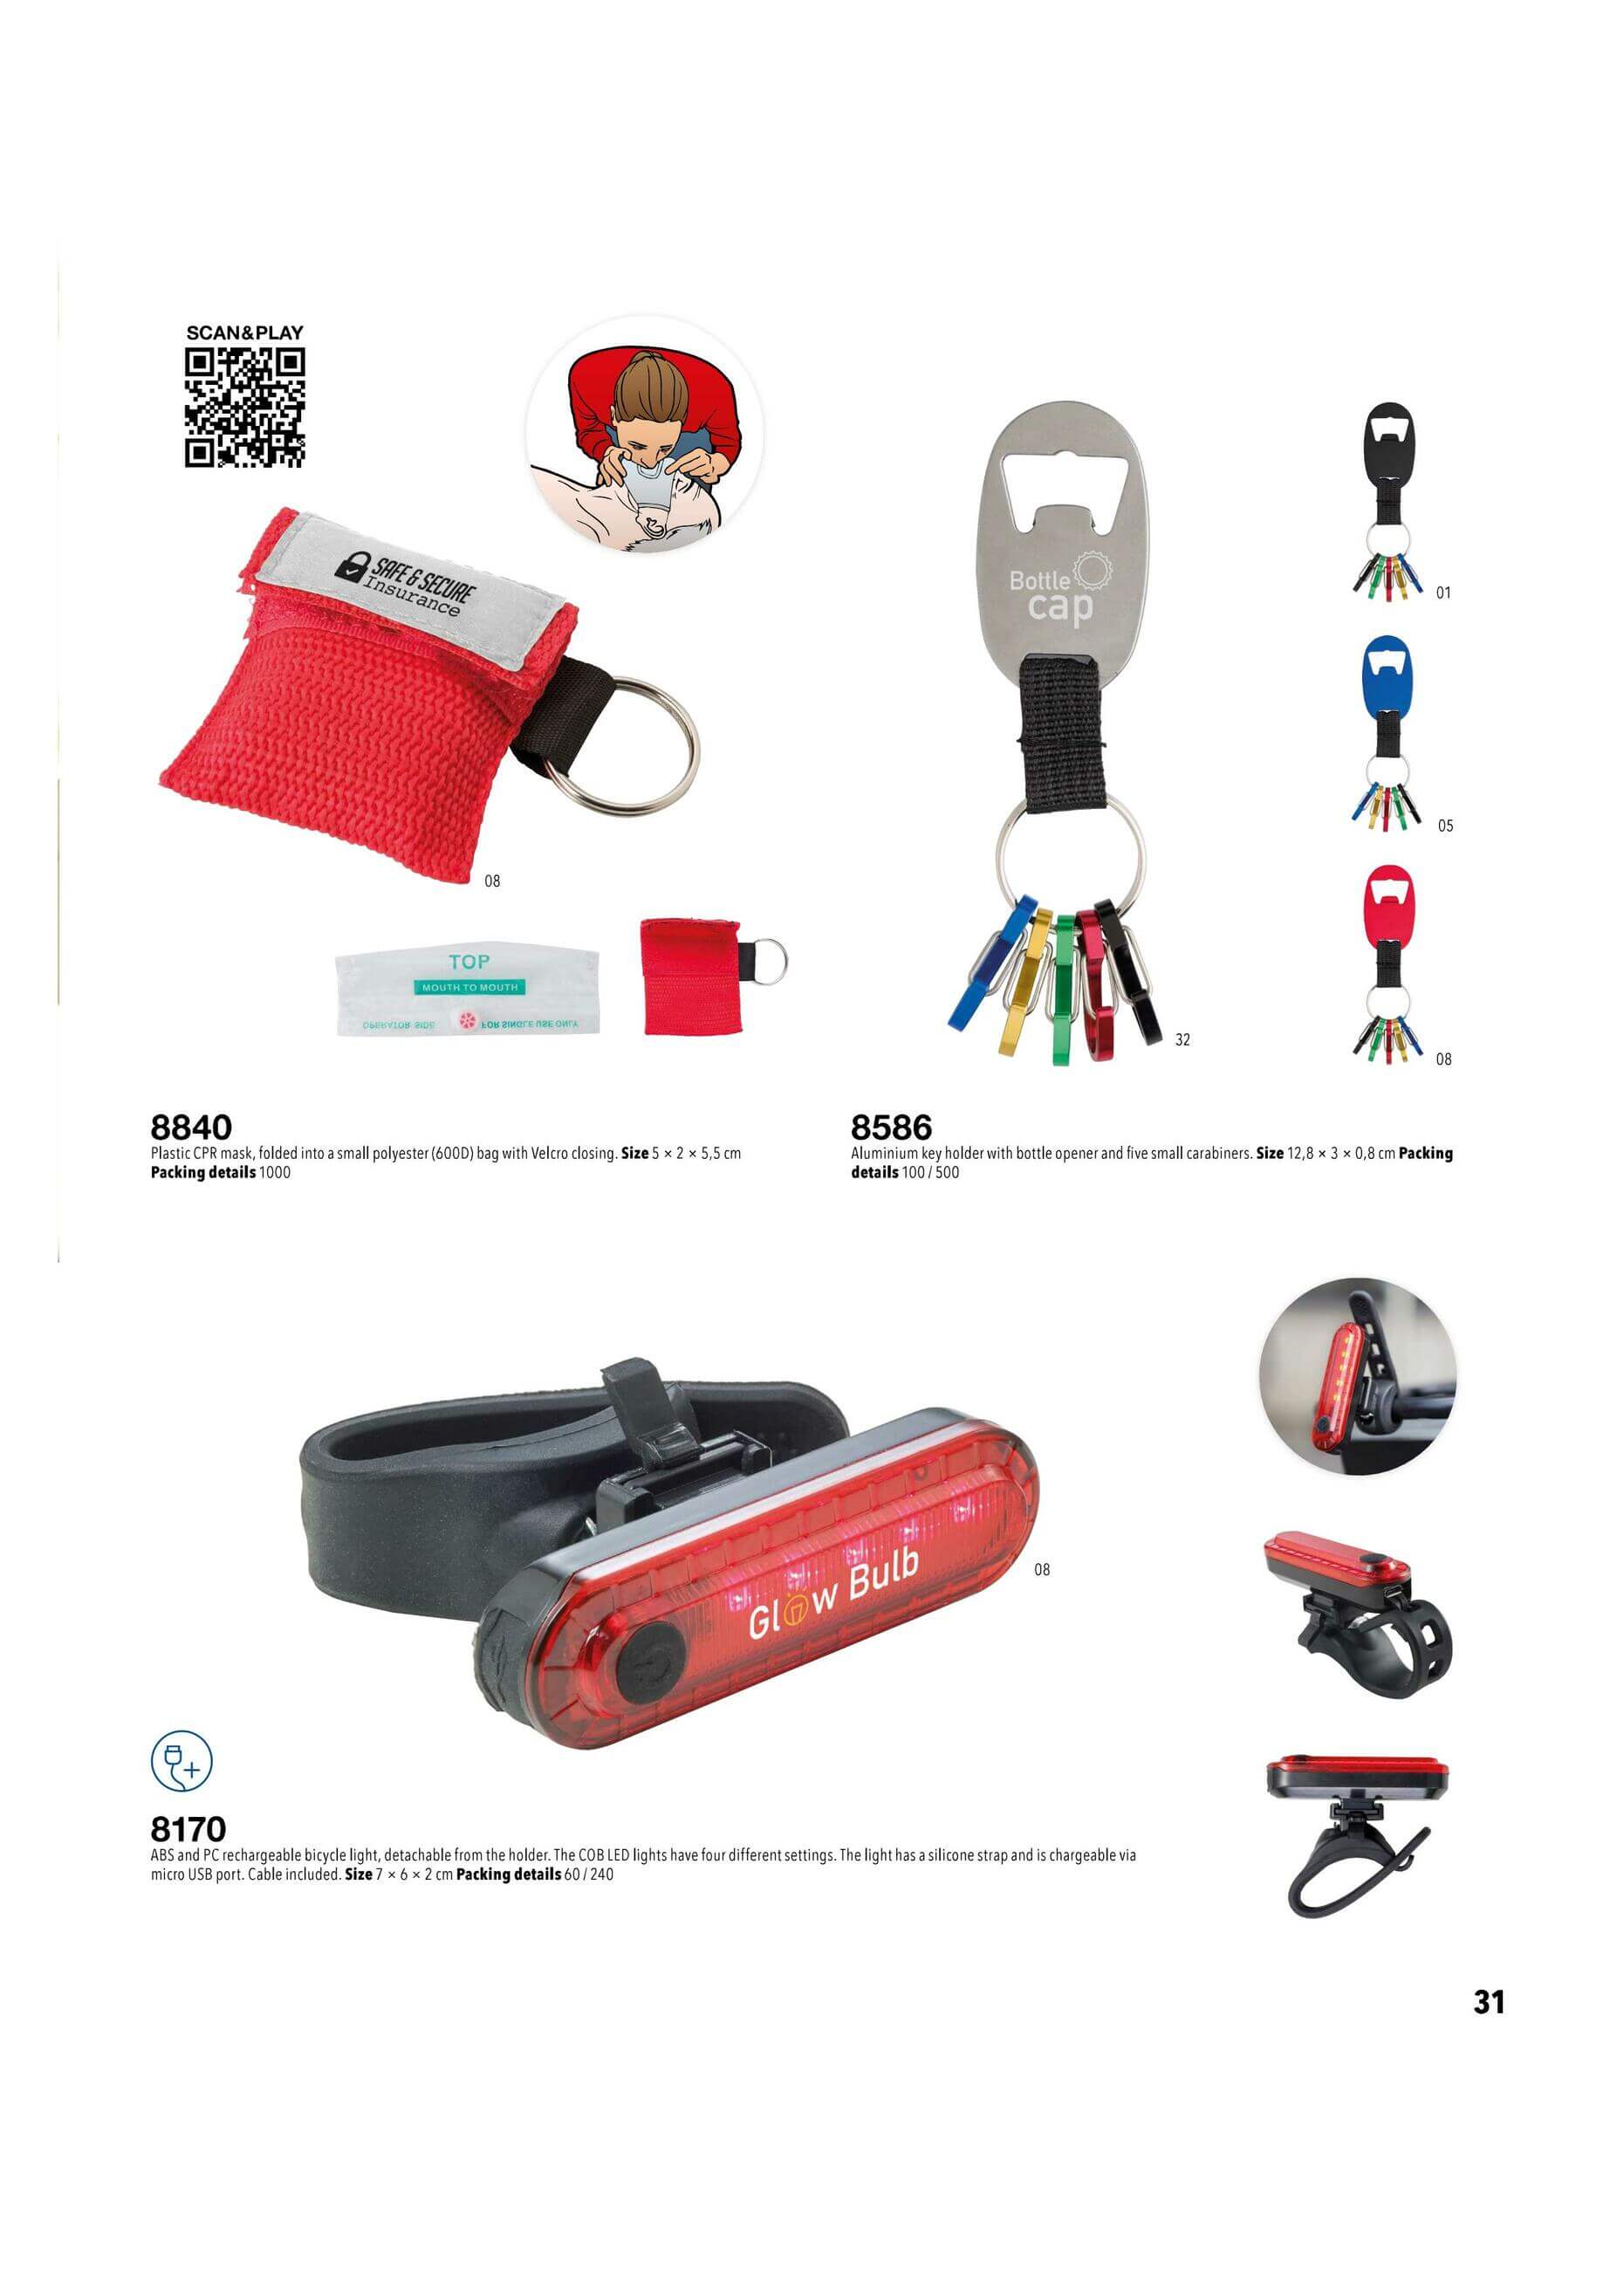 SCAN&PLAY
SAFE & SECURE
Insurance
08
TOP
MOUTH TO MOUTH
OPERATOR SIDE
FOR SINGLE USE ONLY
Bottle
cap
32
01
05
08
8840
Plastic CPR mask, folded into a small polyester (600D) bag with Velcro closing. Size 5 × 2 × 5,5 cm
Packing details 1000
8586
Aluminium key holder with bottle opener and five small carabiners. Size 12,8 × 3 × 0,8 cm Packing
details 100 / 500
Glow Bulb
08
8170
ABS and PC rechargeable bicycle light, detachable from the holder. The COB LED lights have four different settings. The light has a silicone strap and is chargeable via
micro USB port. Cable included. Size 7 × 6 × 2 cm Packing details 60 / 240
31